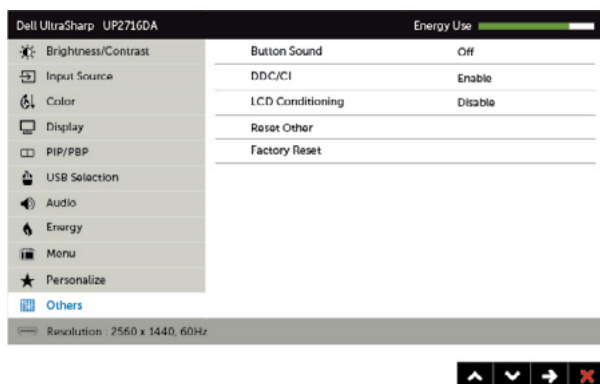 Dell UltraSharp UP2716DA Energy Use
Brightness/Contrast Button Sound Off
Input Source DDC/CI Enable
Color LCD Conditioning Disable
Display Reset Other
PIP/PBP Factory Reset
USB Selection
Audio
Energy
Menu
Personalize
Others
Resolution : 2560 x 1440, 60Hz